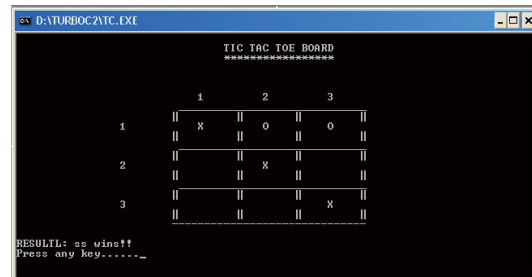 D:\TURBOC2\TC.EXE
TIC TAC TOE BOARD
*****************
1 2 3
1 X O O
2 X
3 X
RESULTL: ss wins!!
Press any key......_